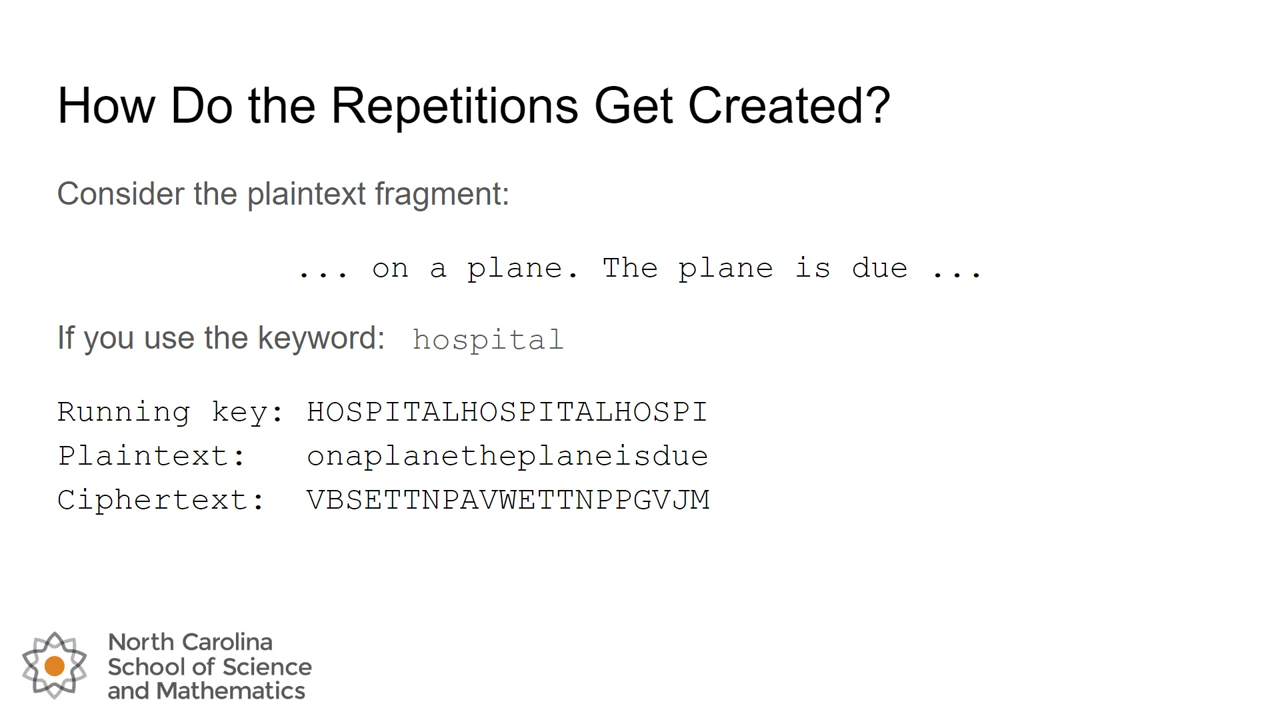 How Do the Repetitions Get Created?
Consider the plaintext fragment:
... on a plane. The plane is due ...
If you use the keyword: hospital
Running key: HOSPITALHOSPITALHOSPI
Plaintext: onaplanetheplaneisdue
Ciphertext: VBSETTNPAVWETTNPPGVJM
North Carolina
School of Science
and Mathematics